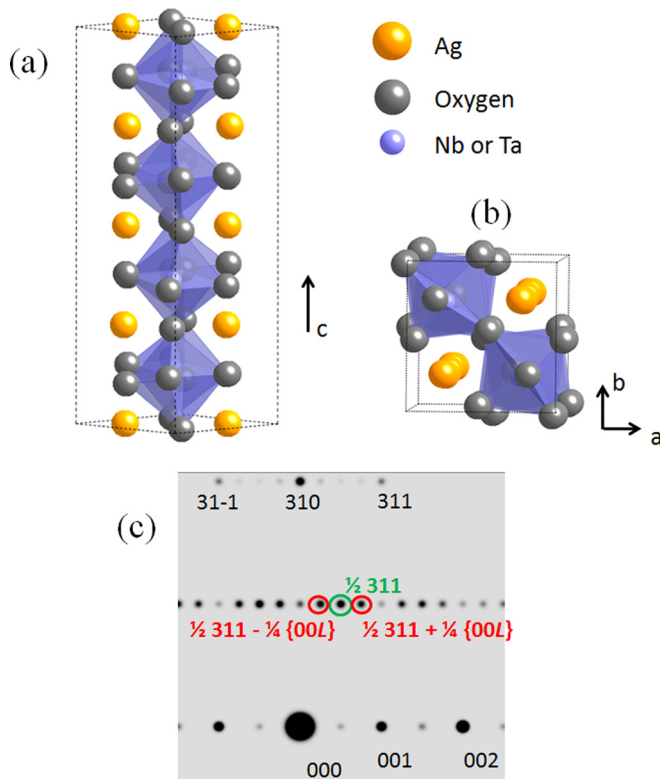 (a)
Ag
Oxygen
Nb or Ta
c
(b)
b
a
(c)
31-1 310 311
½ 311
½ 311 - ¼ {00L} ½ 311 + ¼ {00L}
000 001 002